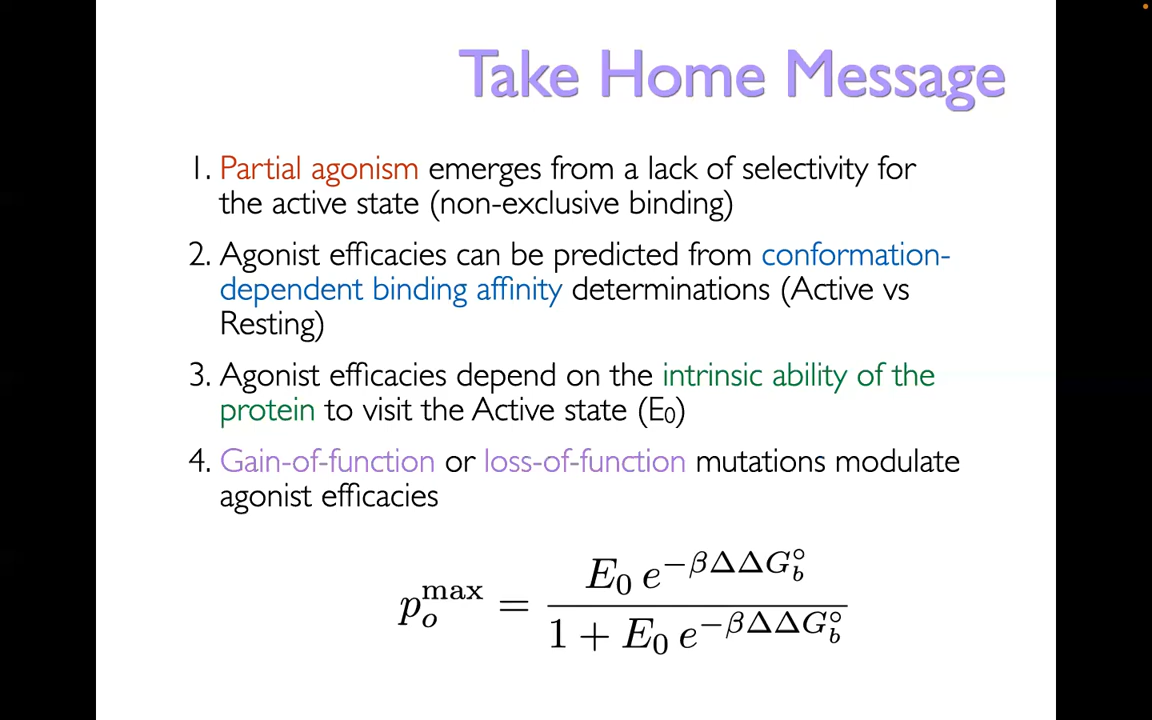 Take Home Message
1. Partial agonism emerges from a lack of selectivity for
the active state (non-exclusive binding)
2. Agonist efficacies can be predicted from conformation-
dependent binding affinity determinations (Active vs
Resting)
3. Agonist efficacies depend on the intrinsic ability of the
protein to visit the Active state (E₀)
4. Gain-of-function or loss-of-function mutations modulate
agonist efficacies
p_o^max = \frac{E_0 e^{-βΔΔG_b^°}}{1 + E_0 e^{-βΔΔG_b^°}}